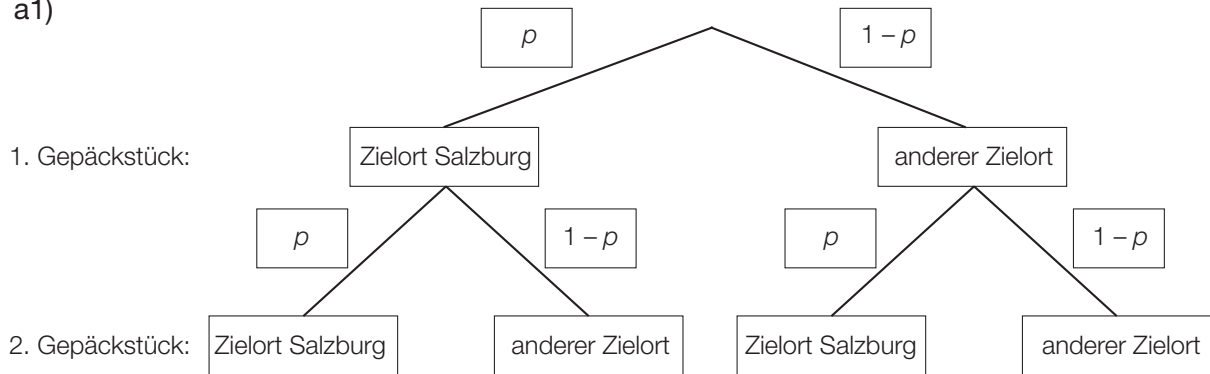 a1)
p 1 – p
1. Gepäckstück: Zielort Salzburg anderer Zielort
p 1 – p p 1 – p
2. Gepäckstück: Zielort Salzburg anderer Zielort Zielort Salzburg anderer Zielort